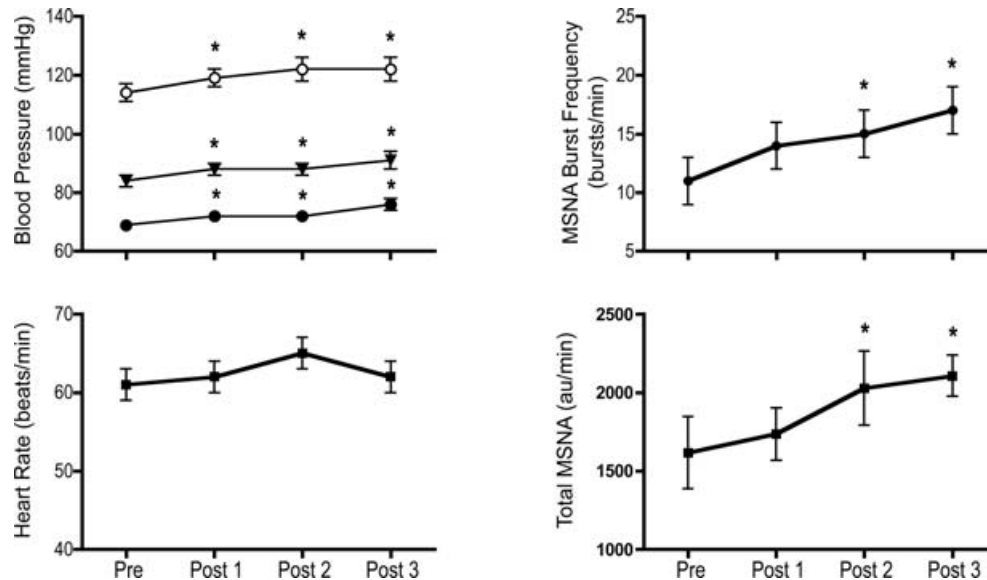 Blood Pressure (mmHg)
140
120
100
80
60
*
*
*
*
*
*
*
*
*
MSNA Burst Frequency
(bursts/min)
25
20
15
10
5
*
*
Heart Rate (beats/min)
70
60
50
40
Pre
Post 1
Post 2
Post 3
Total MSNA (au/min)
2500
2000
1500
1000
*
*
Pre
Post 1
Post 2
Post 3